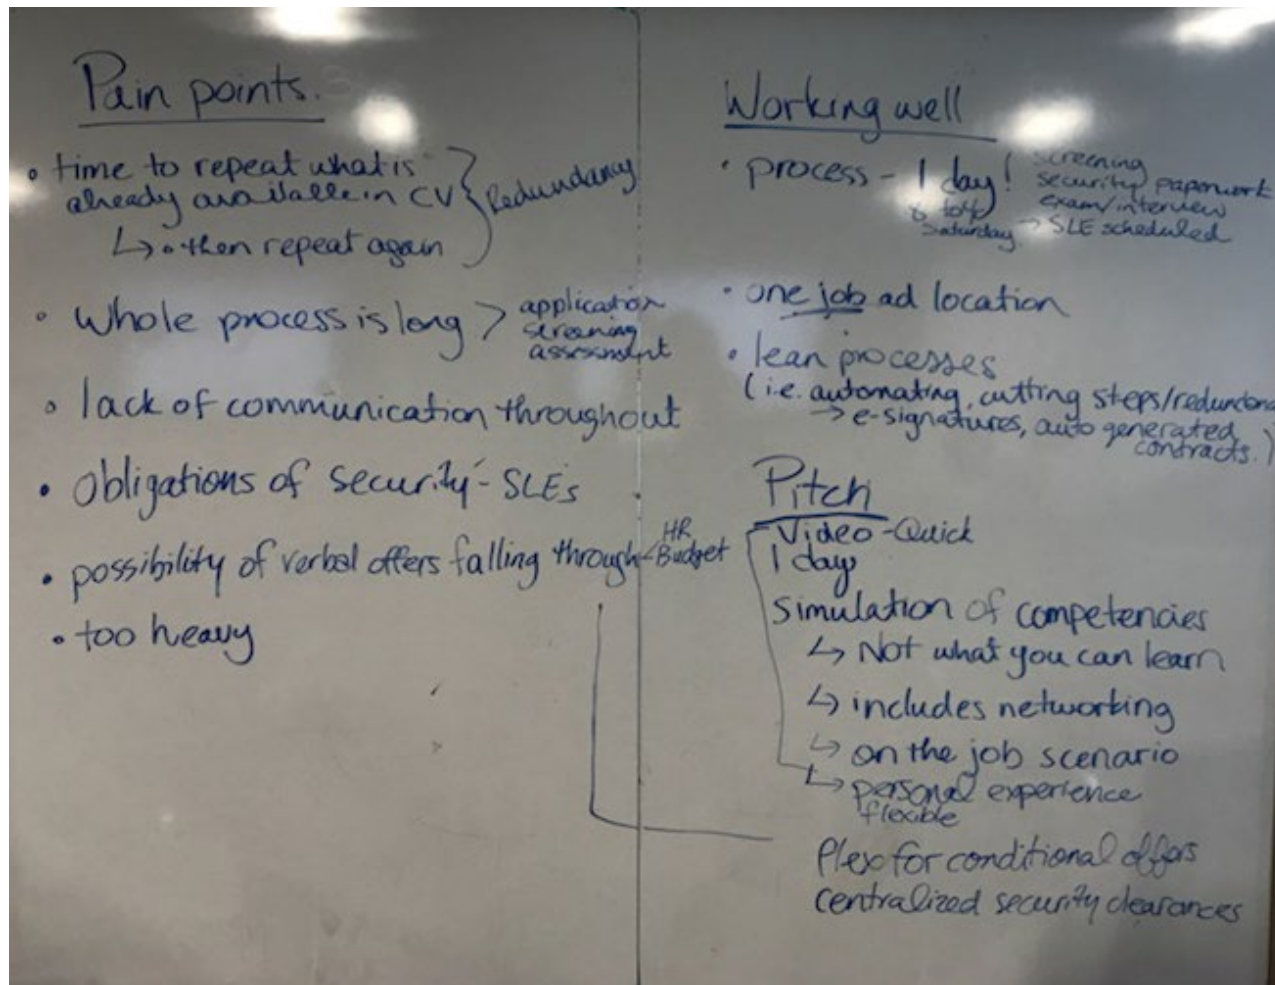 Pain points.
• time to repeat what is
already available in CV
Redundancy
↳ • then repeat again
• Whole process is long >
application
screening
assessment
• lack of communication throughout
• Obligations of security - SLEs
• possibility of verbal offers falling through <
HR
Budget
• too heavy
Working well
• process - 1 day!
Saturday → SLE scheduled
screening
security paperwork
exam/interview
• one job ad location
• lean processes
(i.e. automating, cutting steps/redundanc
→ e-signatures, auto generated
contracts.)
Pitch
Video - Quick
1 day
Simulation of competencies
↳ Not what you can learn
↳ includes networking
↳ on the job scenario
↳ personal experience
flexible
for conditional offers
centralized security clearances